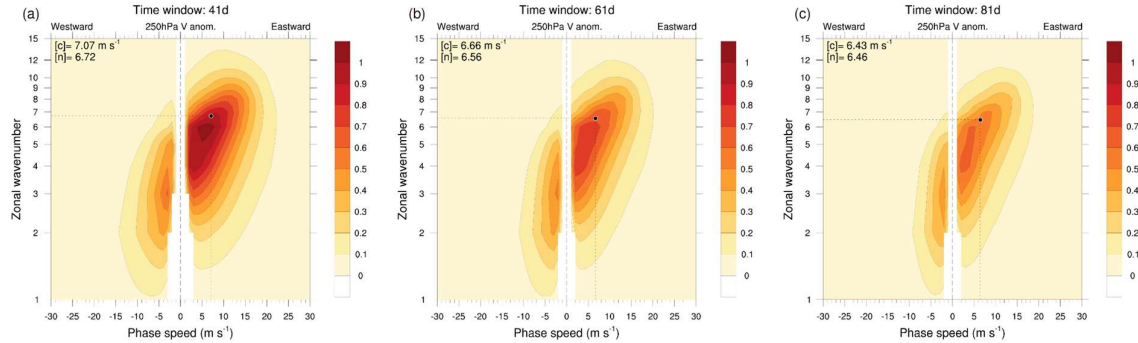 (a)
Time window: 41d
Westward 250hPa V anom. Eastward
[c]= 7.07 m s⁻¹
[n]= 6.72
Zonal wavenumber
15
12
10
9
8
7
6
5
4
3
2
1
-30 -25 -20 -15 -10 -5 0 5 10 15 20 25 30
Phase speed (m s⁻¹)
1
0.9
0.8
0.7
0.6
0.5
0.4
0.3
0.2
0.1
0
(b)
Time window: 61d
Westward 250hPa V anom. Eastward
[c]= 6.66 m s⁻¹
[n]= 6.56
Zonal wavenumber
15
12
10
9
8
7
6
5
4
3
2
1
-30 -25 -20 -15 -10 -5 0 5 10 15 20 25 30
Phase speed (m s⁻¹)
1
0.9
0.8
0.7
0.6
0.5
0.4
0.3
0.2
0.1
0
(c)
Time window: 81d
Westward 250hPa V anom. Eastward
[c]= 6.43 m s⁻¹
[n]= 6.46
Zonal wavenumber
15
12
10
9
8
7
6
5
4
3
2
1
-30 -25 -20 -15 -10 -5 0 5 10 15 20 25 30
Phase speed (m s⁻¹)
1
0.9
0.8
0.7
0.6
0.5
0.4
0.3
0.2
0.1
0